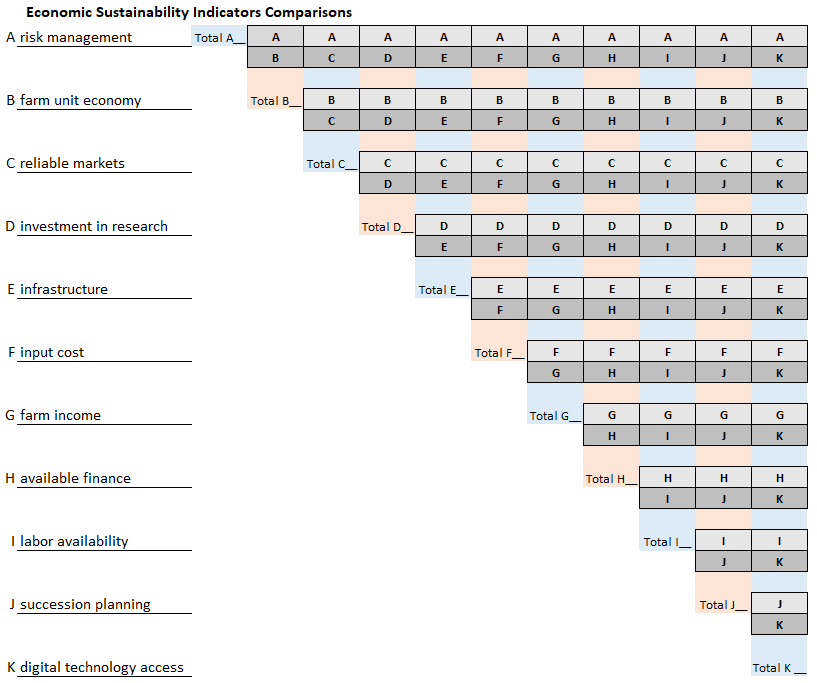 Economic Sustainability Indicators Comparisons
A risk management Total A__ A A A A A A A A A A
B C D E F G H I J K
B farm unit economy Total B__ B B B B B B B B B
C D E F G H I J K
C reliable markets Total C__ C C C C C C C C
D E F G H I J K
D investment in research Total D__ D D D D D D D
E F G H I J K
E infrastructure Total E__ E E E E E E
F G H I J K
F input cost Total F__ F F F F F
G H I J K
G farm income Total G__ G G G G
H I J K
H available finance Total H__ H H H
I J K
I labor availability Total I__ I I
J K
J succession planning Total J__ J
K
K digital technology access Total K __